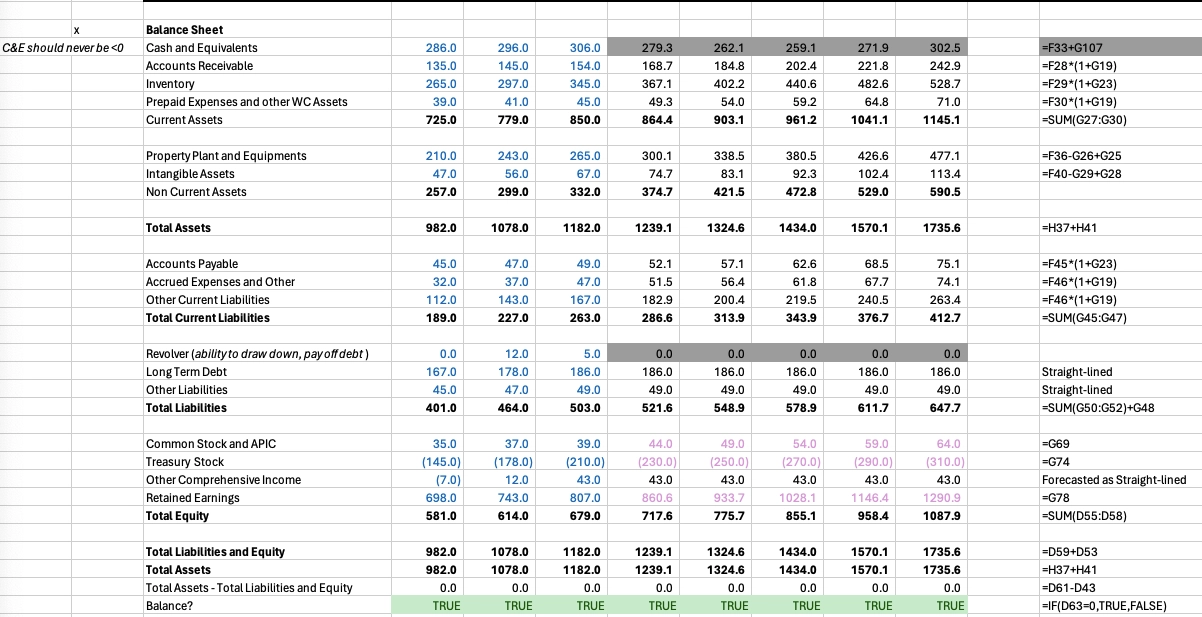 x Balance Sheet
C&E should never be <0 Cash and Equivalents 286.0 296.0 306.0 279.3 262.1 259.1 271.9 302.5 =F33+G107
Accounts Receivable 135.0 145.0 154.0 168.7 184.8 202.4 221.8 242.9 =F28*(1+G19)
Inventory 265.0 297.0 345.0 367.1 402.2 440.6 482.6 528.7 =F29*(1+G23)
Prepaid Expenses and other WC Assets 39.0 41.0 45.0 49.3 54.0 59.2 64.8 71.0 =F30*(1+G19)
Current Assets 725.0 779.0 850.0 864.4 903.1 961.2 1041.1 1145.1 =SUM(G27:G30)
Property Plant and Equipments 210.0 243.0 265.0 300.1 338.5 380.5 426.6 477.1 =F36-G26+G25
Intangible Assets 47.0 56.0 67.0 74.7 83.1 92.3 102.4 113.4 =F40-G29+G28
Non Current Assets 257.0 299.0 332.0 374.7 421.5 472.8 529.0 590.5
Total Assets 982.0 1078.0 1182.0 1239.1 1324.6 1434.0 1570.1 1735.6 =H37+H41
Accounts Payable 45.0 47.0 49.0 52.1 57.1 62.6 68.5 75.1 =F45*(1+G23)
Accrued Expenses and Other 32.0 37.0 47.0 51.5 56.4 61.8 67.7 74.1 =F46*(1+G19)
Other Current Liabilities 112.0 143.0 167.0 182.9 200.4 219.5 240.5 263.4 =F46*(1+G19)
Total Current Liabilities 189.0 227.0 263.0 286.6 313.9 343.9 376.7 412.7 =SUM(G45:G47)
Revolver (ability to draw down, pay off debt ) 0.0 12.0 5.0 0.0 0.0 0.0 0.0 0.0
Long Term Debt 167.0 178.0 186.0 186.0 186.0 186.0 186.0 186.0 Straight-lined
Other Liabilities 45.0 47.0 49.0 49.0 49.0 49.0 49.0 49.0 Straight-lined
Total Liabilities 401.0 464.0 503.0 521.6 548.9 578.9 611.7 647.7 =SUM(G50:G52)+G48
Common Stock and APIC 35.0 37.0 39.0 44.0 49.0 54.0 59.0 64.0 =G69
Treasury Stock (145.0) (178.0) (210.0) (230.0) (250.0) (270.0) (290.0) (310.0) =G74
Other Comprehensive Income (7.0) 12.0 43.0 43.0 43.0 43.0 43.0 43.0 Forecasted as Straight-lined
Retained Earnings 698.0 743.0 807.0 860.6 933.7 1028.1 1146.4 1290.9 =G78
Total Equity 581.0 614.0 679.0 717.6 775.7 855.1 958.4 1087.9 =SUM(D55:D58)
Total Liabilities and Equity 982.0 1078.0 1182.0 1239.1 1324.6 1434.0 1570.1 1735.6 =D59+D53
Total Assets 982.0 1078.0 1182.0 1239.1 1324.6 1434.0 1570.1 1735.6 =H37+H41
Total Assets - Total Liabilities and Equity 0.0 0.0 0.0 0.0 0.0 0.0 0.0 0.0 =D61-D43
Balance? TRUE TRUE TRUE TRUE TRUE TRUE TRUE TRUE =IF(D63=0,TRUE,FALSE)